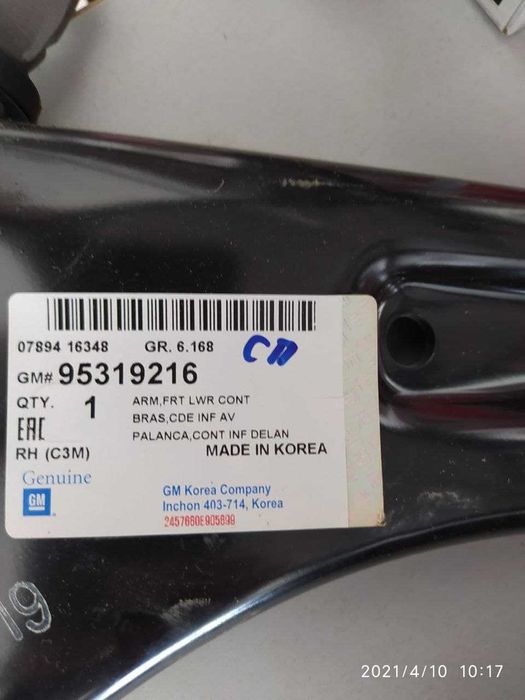 07894 16348 GR. 6.168
GM# 95319216
QTY. 1 ARM,FRT LWR CONT
BRAS,CDE INF AV
EAC PALANCA,CONT INF DELAN
RH (C3M) MADE IN KOREA
Genuine
GM
GM Korea Company
Inchon 403-714, Korea
19
2021/4/10 10:17